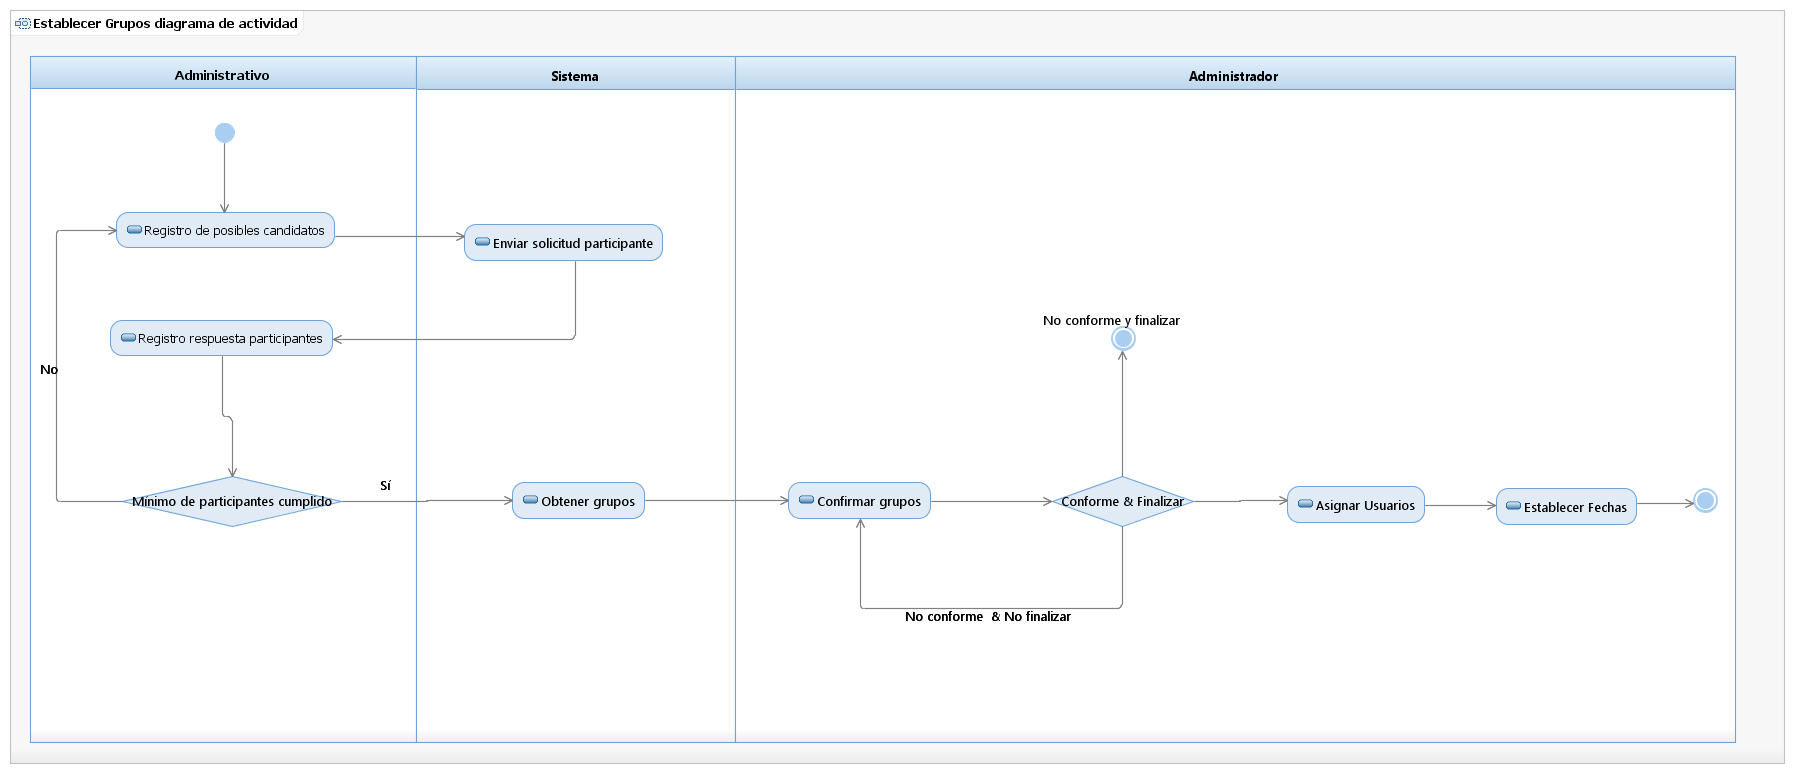 Establecer Grupos diagrama de actividad
Administrativo
Sistema
Administrador
Registro de posibles candidatos
Enviar solicitud participante
No conforme y finalizar
Registro respuesta participantes
No
Sí
Mínimo de participantes cumplido
Obtener grupos
Confirmar grupos
Conforme & Finalizar
Asignar Usuarios
Establecer Fechas
No conforme  & No finalizar